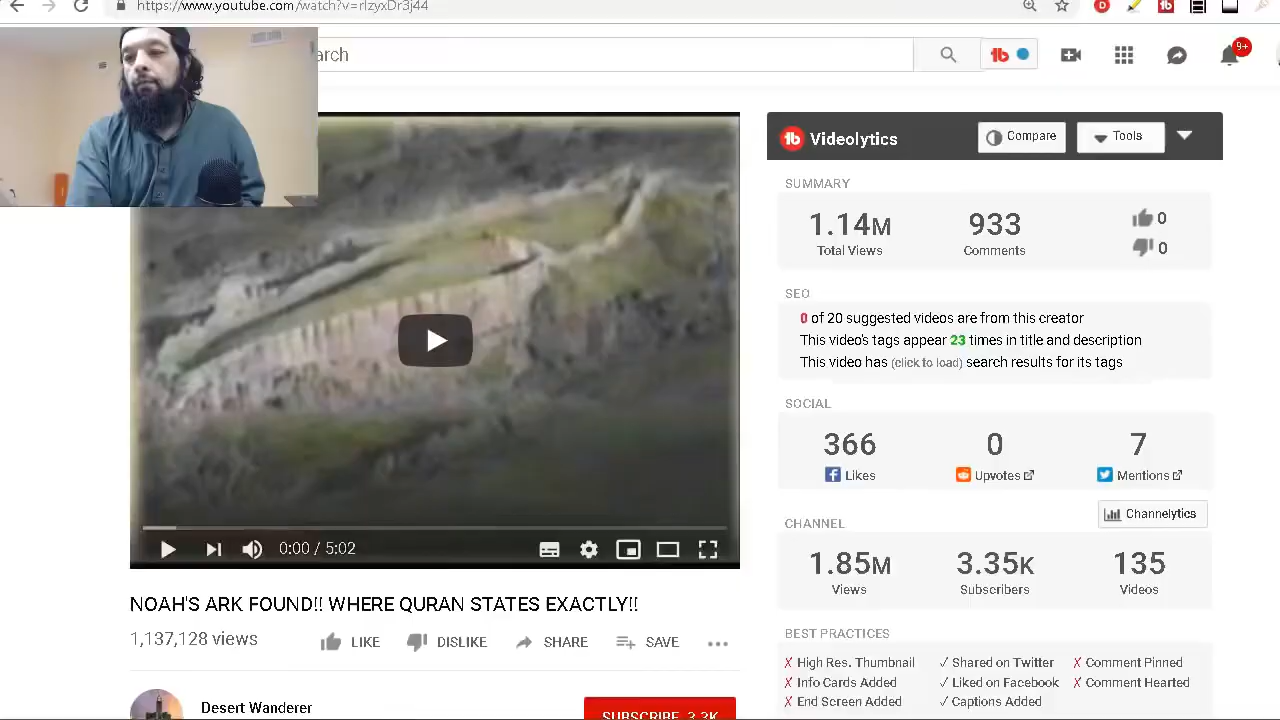 https://www.youtube.com/watch?v=rIzyxDr3j44
arch
9+
Videolytics
Compare
Tools
SUMMARY
1.14M
933
0
Total Views
Comments
0
SEO
0 of 20 suggested videos are from this creator
This video's tags appear 23 times in title and description
This video has (click to load) search results for its tags
SOCIAL
366
0
7
Likes
Upvotes
Mentions
Channelytics
CHANNEL
1.85M
3.35K
135
Views
Subscribers
Videos
0:00 / 5:02
NOAH'S ARK FOUND!! WHERE QURAN STATES EXACTLY!!
1,137,128 views
LIKE
DISLIKE
SHARE
SAVE
BEST PRACTICES
High Res. Thumbnail
Shared on Twitter
Comment Pinned
Info Cards Added
Liked on Facebook
Comment Hearted
End Screen Added
Captions Added
Desert Wanderer
SUBSCRIBE 3.3K